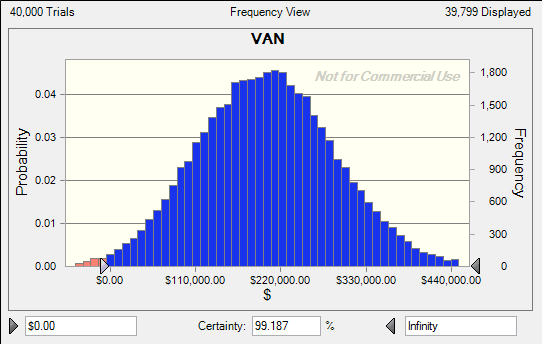 40,000 Trials Frequency View 39,799 Displayed
VAN
Not for Commercial Use
Probability
0.04
0.03
0.02
0.01
0.00
1,800
1,500
1,200
900
600
300
0
Frequency
$0.00 $110,000.00 $220,000.00 $330,000.00 $440,000.00
$
$0.00 Certainty: 99.187 % Infinity